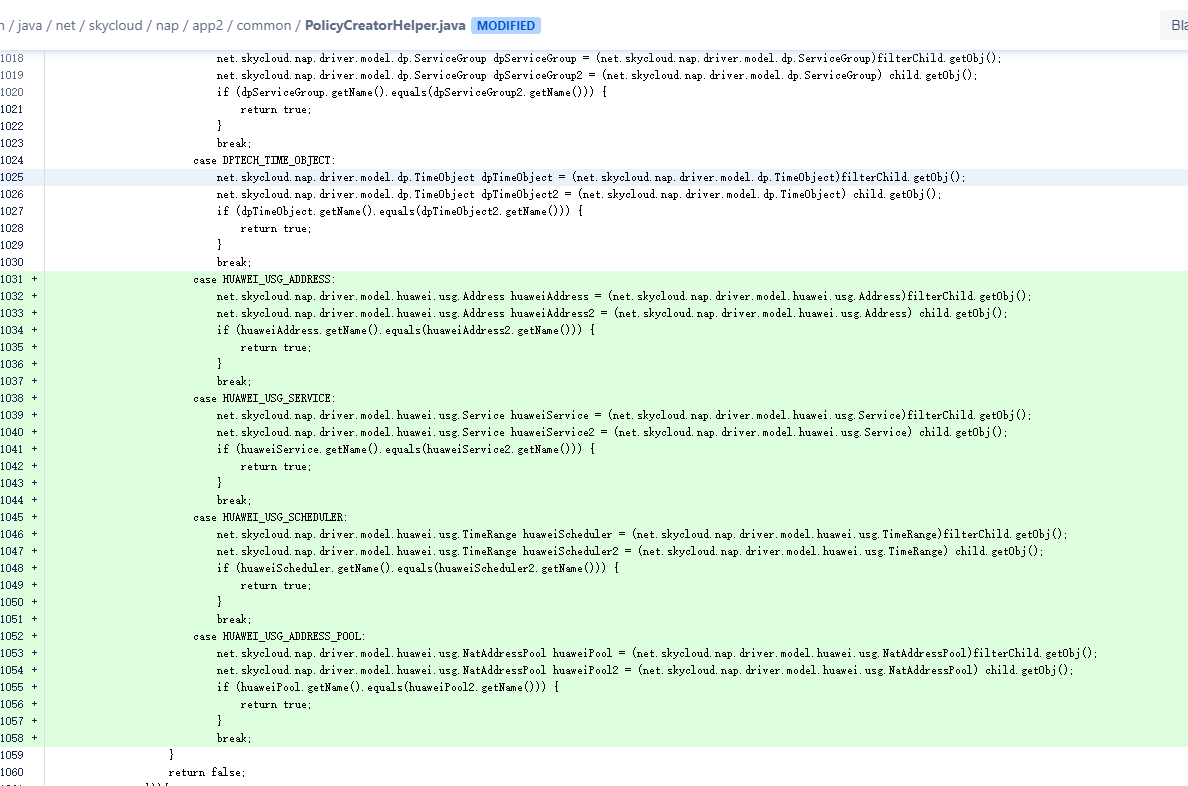 / java / net / skycloud / nap / app2 / common / PolicyCreatorHelper.java MODIFIED
1018 net.skycloud.nap.driver.model.dp.ServiceGroup dpServiceGroup = (net.skycloud.nap.driver.model.dp.ServiceGroup)filterChild.getObj();
1019 net.skycloud.nap.driver.model.dp.ServiceGroup dpServiceGroup2 = (net.skycloud.nap.driver.model.dp.ServiceGroup) child.getObj();
1020 if (dpServiceGroup.getName().equals(dpServiceGroup2.getName())) {
1021 return true;
1022 }
1023 break;
1024 case DPTECH_TIME_OBJECT:
1025 net.skycloud.nap.driver.model.dp.TimeObject dpTimeObject = (net.skycloud.nap.driver.model.dp.TimeObject)filterChild.getObj();
1026 net.skycloud.nap.driver.model.dp.TimeObject dpTimeObject2 = (net.skycloud.nap.driver.model.dp.TimeObject) child.getObj();
1027 if (dpTimeObject.getName().equals(dpTimeObject2.getName())) {
1028 return true;
1029 }
1030 break;
1031 + case HUAWEI_USG_ADDRESS:
1032 + net.skycloud.nap.driver.model.huawei.usg.Address huaweiAddress = (net.skycloud.nap.driver.model.huawei.usg.Address)filterChild.getObj();
1033 + net.skycloud.nap.driver.model.huawei.usg.Address huaweiAddress2 = (net.skycloud.nap.driver.model.huawei.usg.Address) child.getObj();
1034 + if (huaweiAddress.getName().equals(huaweiAddress2.getName())) {
1035 + return true;
1036 + }
1037 + break;
1038 + case HUAWEI_USG_SERVICE:
1039 + net.skycloud.nap.driver.model.huawei.usg.Service huaweiService = (net.skycloud.nap.driver.model.huawei.usg.Service)filterChild.getObj();
1040 + net.skycloud.nap.driver.model.huawei.usg.Service huaweiService2 = (net.skycloud.nap.driver.model.huawei.usg.Service) child.getObj();
1041 + if (huaweiService.getName().equals(huaweiService2.getName())) {
1042 + return true;
1043 + }
1044 + break;
1045 + case HUAWEI_USG_SCHEDULER:
1046 + net.skycloud.nap.driver.model.huawei.usg.TimeRange huaweiScheduler = (net.skycloud.nap.driver.model.huawei.usg.TimeRange)filterChild.getObj();
1047 + net.skycloud.nap.driver.model.huawei.usg.TimeRange huaweiScheduler2 = (net.skycloud.nap.driver.model.huawei.usg.TimeRange) child.getObj();
1048 + if (huaweiScheduler.getName().equals(huaweiScheduler2.getName())) {
1049 + return true;
1050 + }
1051 + break;
1052 + case HUAWEI_USG_ADDRESS_POOL:
1053 + net.skycloud.nap.driver.model.huawei.usg.NatAddressPool huaweiPool = (net.skycloud.nap.driver.model.huawei.usg.NatAddressPool)filterChild.getObj();
1054 + net.skycloud.nap.driver.model.huawei.usg.NatAddressPool huaweiPool2 = (net.skycloud.nap.driver.model.huawei.usg.NatAddressPool) child.getObj();
1055 + if (huaweiPool.getName().equals(huaweiPool2.getName())) {
1056 + return true;
1057 + }
1058 + break;
1059 }
1060 return false;